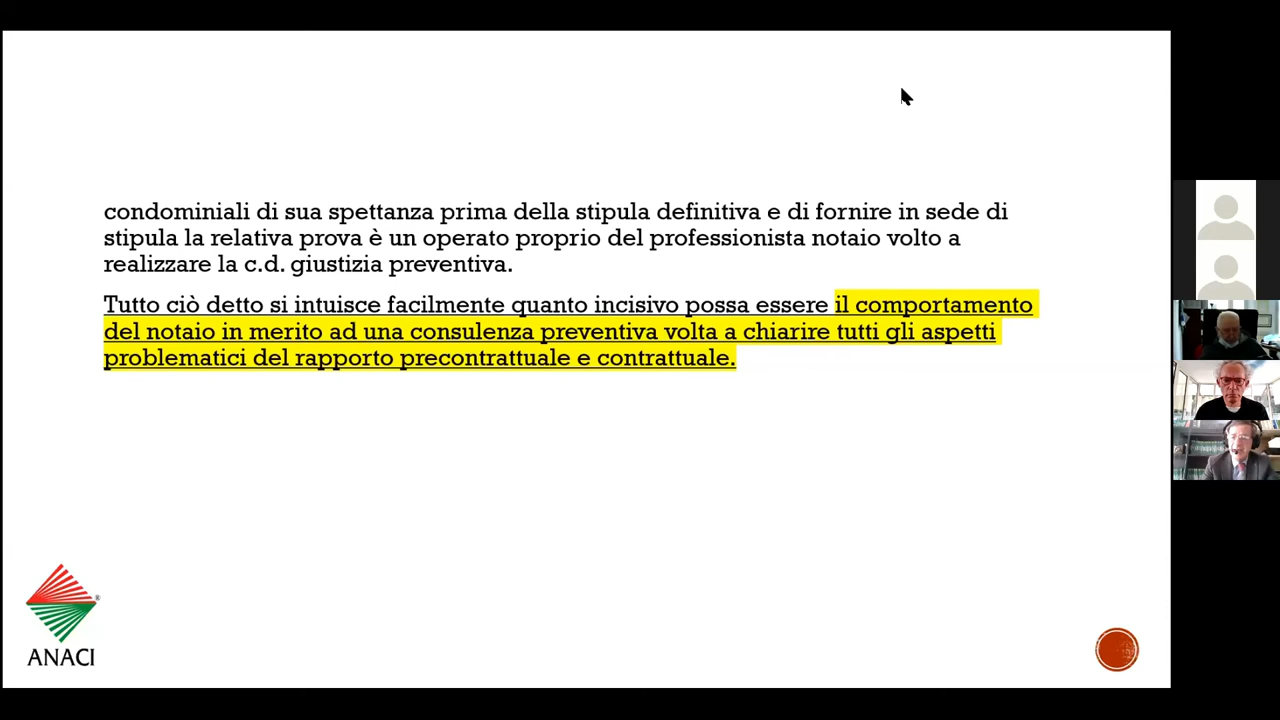 condominiali di sua spettanza prima della stipula definitiva e di fornire in sede di
stipula la relativa prova è un operato proprio del professionista notaio volto a
realizzare la c.d. giustizia preventiva.
Tutto ciò detto si intuisce facilmente quanto incisivo possa essere il comportamento
del notaio in merito ad una consulenza preventiva volta a chiarire tutti gli aspetti
problematici del rapporto precontrattuale e contrattuale.
®
ANACI